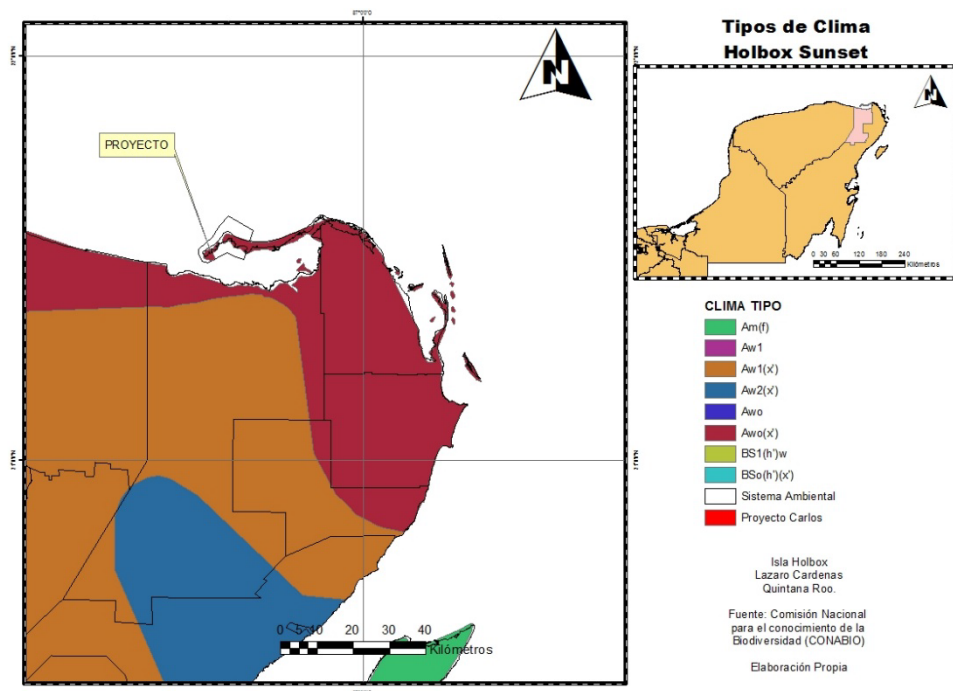 Tipos de Clima
Holbox Sunset
N
PROYECTO
0 5 10 20 30 40
Kilómetros
N
0 30 60 120 180 240
Kilómetros
CLIMA TIPO
Am(f)
Aw1
Aw1(x')
Aw2(x')
Awo
Awo(x')
BS1(h')w
BSo(h')(x')
Sistema Ambiental
Proyecto Carlos
Isla Holbox
Lazaro Cardenas
Quintana Roo.
Fuente: Comisión Nacional
para el conocimiento de la
Biodiversidad (CONABIO)
Elaboración Propia